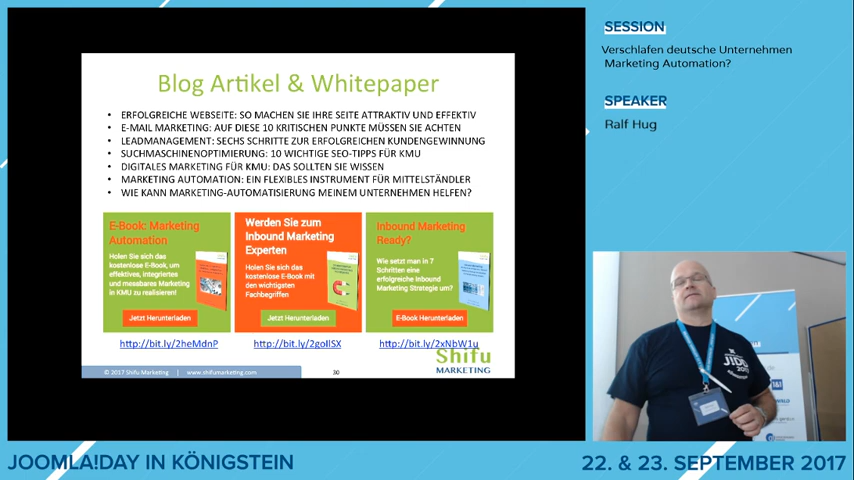 SESSION
Verschlafen deutsche Unternehmen
Marketing Automation?
SPEAKER
Ralf Hug
Blog Artikel & Whitepaper
• ERFOLGREICHE WEBSEITE: SO MACHEN SIE IHRE SEITE ATTRAKTIV UND EFFEKTIV
• E-MAIL MARKETING: AUF DIESE 10 KRITISCHEN PUNKTE MÜSSEN SIE ACHTEN
• LEADMANAGEMENT: SECHS SCHRITTE ZUR ERFOLGREICHEN KUNDENGEWINNUNG
• SUCHMASCHINENOPTIMIERUNG: 10 WICHTIGE SEO-TIPPS FÜR KMU
• DIGITALES MARKETING FÜR KMU: DAS SOLLTEN SIE WISSEN
• MARKETING AUTOMATION: EIN FLEXIBLES INSTRUMENT FÜR MITTELSTÄNDLER
• WIE KANN MARKETING-AUTOMATISIERUNG MEINEM UNTERNEHMEN HELFEN?
E-Book: Marketing
Automation
Holen Sie sich das
kostenlose E-Book, um
effektives, integriertes
und messbares Marketing
in KMU zu realisieren!
Jetzt Herunterladen
Werden Sie zum
Inbound Marketing
Experten
Holen Sie sich das
kostenlose E-Book mit
den wichtigsten
Fachbegriffen
Jetzt Herunterladen
Inbound Marketing
Ready?
Wie setzt man in 7
Schritten eine
erfolgreiche Inbound
Marketing Strategie um?
E-Book Herunterladen
http://bit.ly/2heMdnP
http://bit.ly/2xNbW1u
Shifu
MARKETING
© 2017 Shifu Marketing | www.shifumarketing.com
30
JOOMLA!DAY IN KÖNIGSTEIN
22. & 23. SEPTEMBER 2017